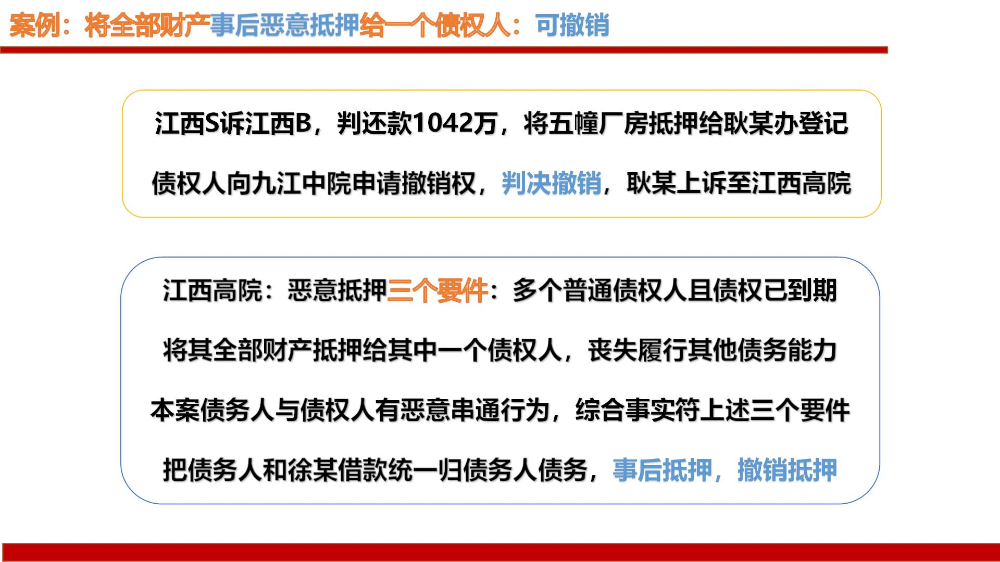 案例：将全部财产事后恶意抵押给一个债权人：可撤销
江西S诉江西B，判还款1042万，将五幢厂房抵押给耿某办登记
债权人向九江中院申请撤销权，判决撤销，耿某上诉至江西高院
江西高院：恶意抵押三个要件：多个普通债权人且债权已到期
将其全部财产抵押给其中一个债权人，丧失履行其他债务能力
本案债务人与债权人有恶意串通行为，综合事实符上述三个要件
把债务人和徐某借款统一归债务人债务，事后抵押，撤销抵押